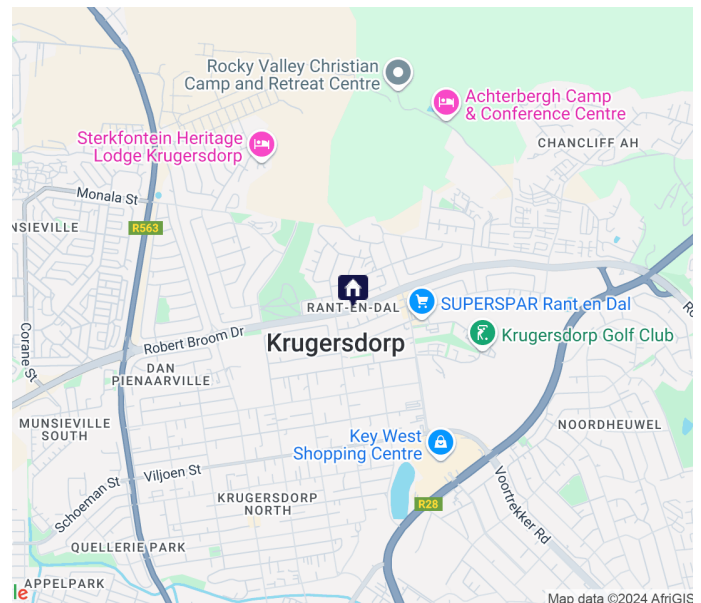 Rocky Valley Christian
Camp and Retreat Centre
Achterbergh Camp
& Conference Centre
Sterkfontein Heritage
Lodge Krugersdorp
CHANCLIFF AH
Monala St
NSIEVILLE
R563
RANT-EN-DAL
SUPERSPAR Rant en Dal
Ro
Robert Broom Dr
Krugersdorp
Krugersdorp Golf Club
Corane St
DAN
PIENAARVILLE
MUNSIEVILLE
SOUTH
NOORDHEUWEL
Key West
Shopping Centre
Viljoen St
Schoeman St
KRUGERSDORP
NORTH
R28
Voortrekker Rd
QUELLERIE PARK
APPELPARK
le
Map data ©2024 AfriGIS